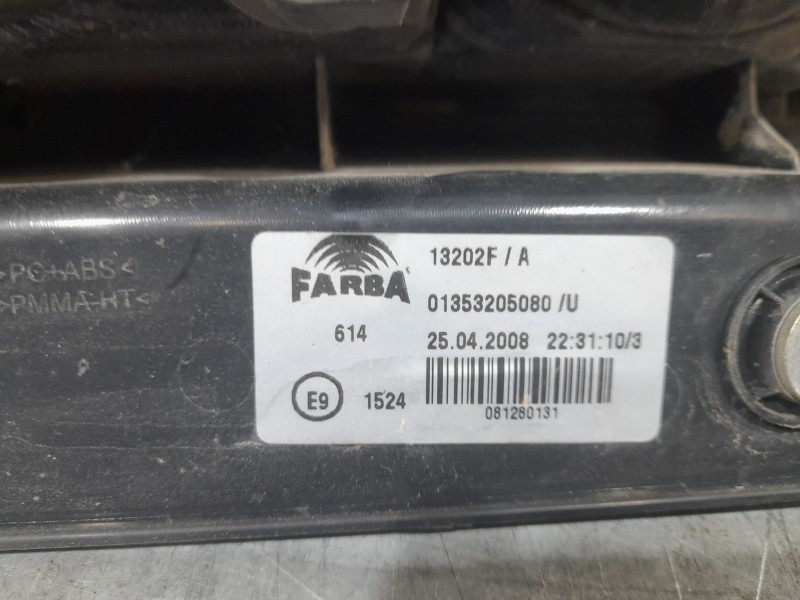 >PC+ABS<
>PMMA-HT<
FARBA
13202F / A
01353205080 /U
614
25.04.2008 22:31:10/3
E9
1524
081280131